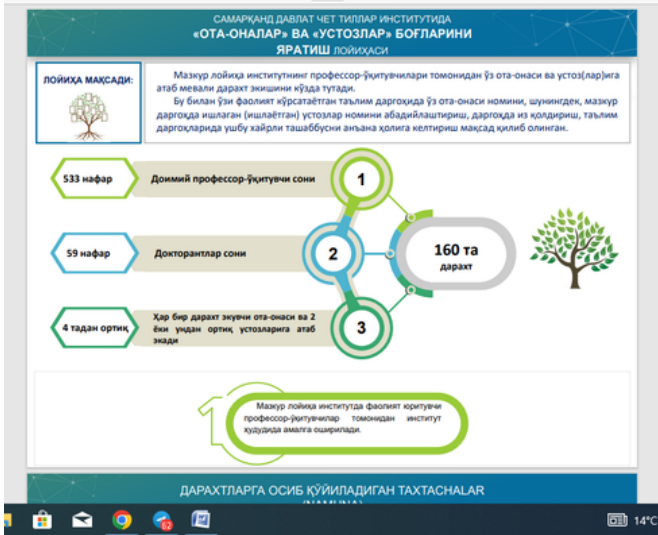 САМАРҚАНД ДАВЛАТ ЧЕТ ТИЛЛАР ИНСТИТУТИДА
«ОТА-ОНАЛАР» ВА «УСТОЗЛАР» БОҒЛАРИНИ
ЯРАТИШ ЛОЙИҲАСИ
ЛОЙИҲА МАҚСАДИ:
Мазкур лойиҳа институтнинг профессор-ўқитувчилари томонидан ўз ота-онаси ва устоз(лар)ига
атаб мевали дарахт экишини кўзда тутади.
Бу билан ўзи фаолият кўрсатаётган таълим даргоҳида ўз ота-онаси номини, шунингдек, мазкур
даргоҳда ишлаган (ишлаётган) устозлар номини абадийлаштириш, даргоҳда из қолдириш, таълим
даргоҳларида ушбу хайрли ташаббусни анъана ҳолига келтириш мақсад қилиб олинган.
533 нафар
Доимий профессор-ўқитувчи сони
1
59 нафар
Докторантлар сони
2
160 та
дарахт
4 тадан ортиқ
Ҳар бир дарахт экувчи ота-онаси ва 2
ёки ундан ортиқ устозларига атаб
экади
3
Мазкур лойиҳа институтда фаолият юритувчи
профессор-ўқитувчилар томонидан институт
ҳудудида амалга оширилади.
ДАРАХТЛАРГА ОСИБ ҚЎЙИЛАДИГАН TAXTACHALAR
(NAMUNA)
62
14°C